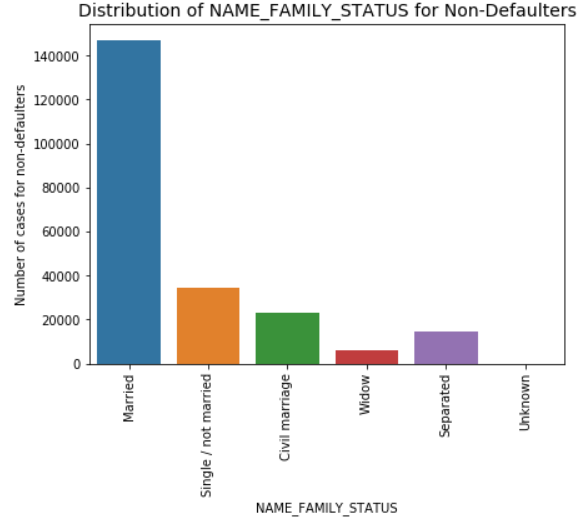 Distribution of NAME_FAMILY_STATUS for Non-Defaulters
Number of cases for non-defaulters
140000
120000
100000
80000
60000
40000
20000
0
Married
Single / not married
Civil marriage
Widow
Separated
Unknown
NAME_FAMILY_STATUS